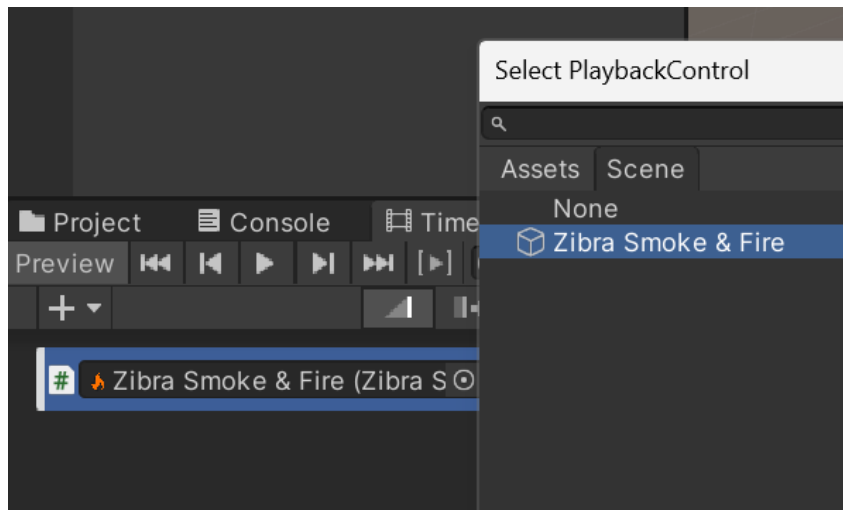 Select PlaybackControl
Assets Scene
None
Zibra Smoke & Fire
Project Console Time
Preview
# Zibra Smoke & Fire (Zibra S